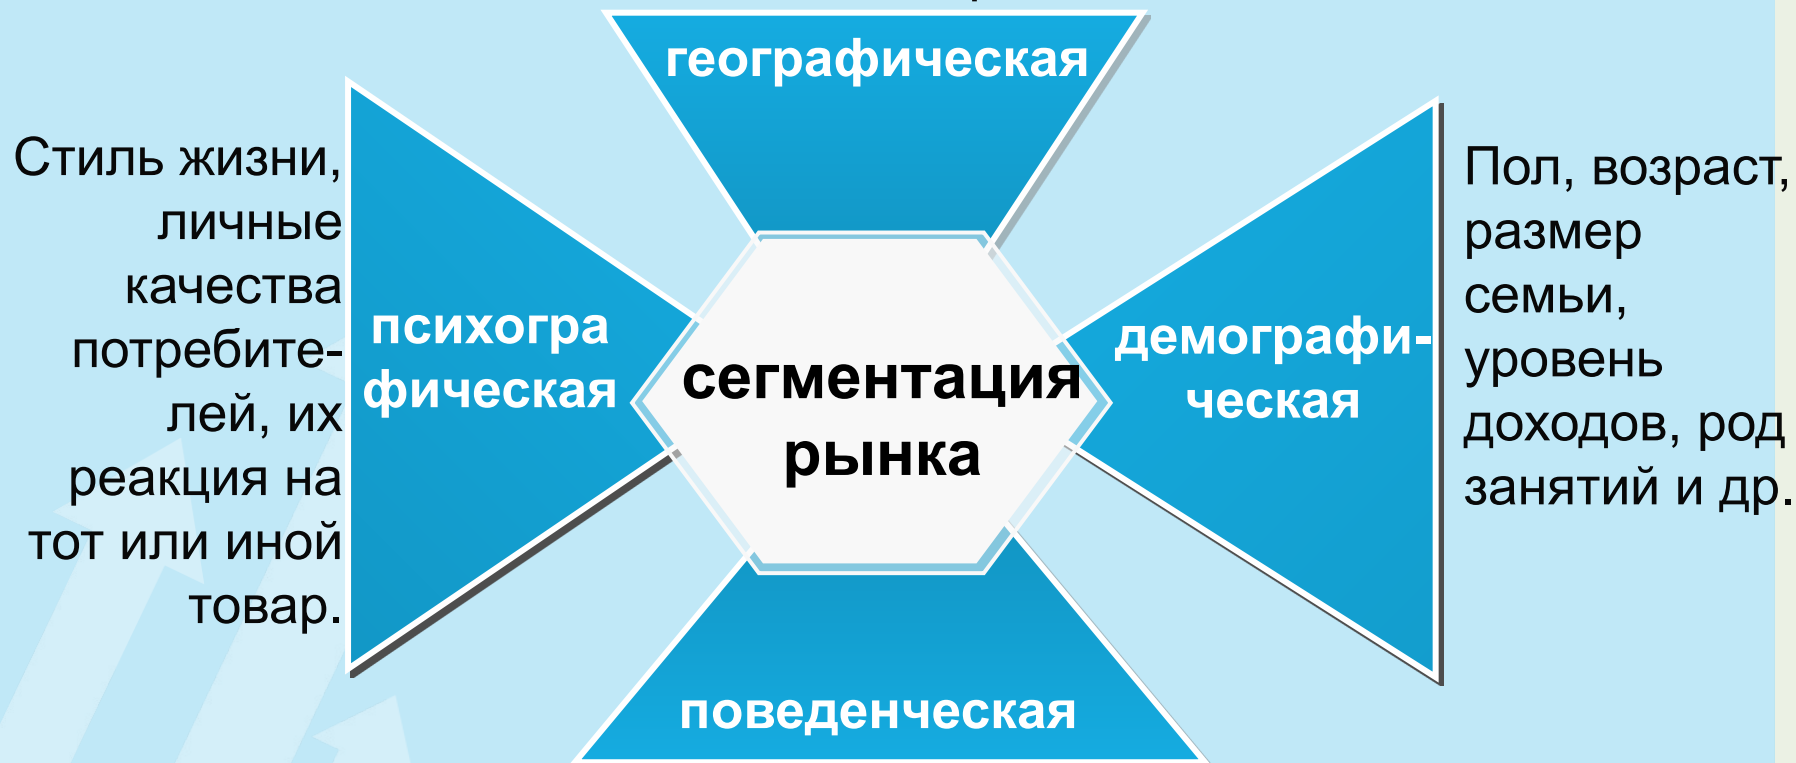 географическая
Стиль жизни,
личные
качества
потребите-
лей, их
реакция на
тот или иной
товар.
психогра
фическая
сегментация
рынка
демографи-
ческая
Пол, возраст,
размер
семьи,
уровень
доходов, род
занятий и др.
поведенческая